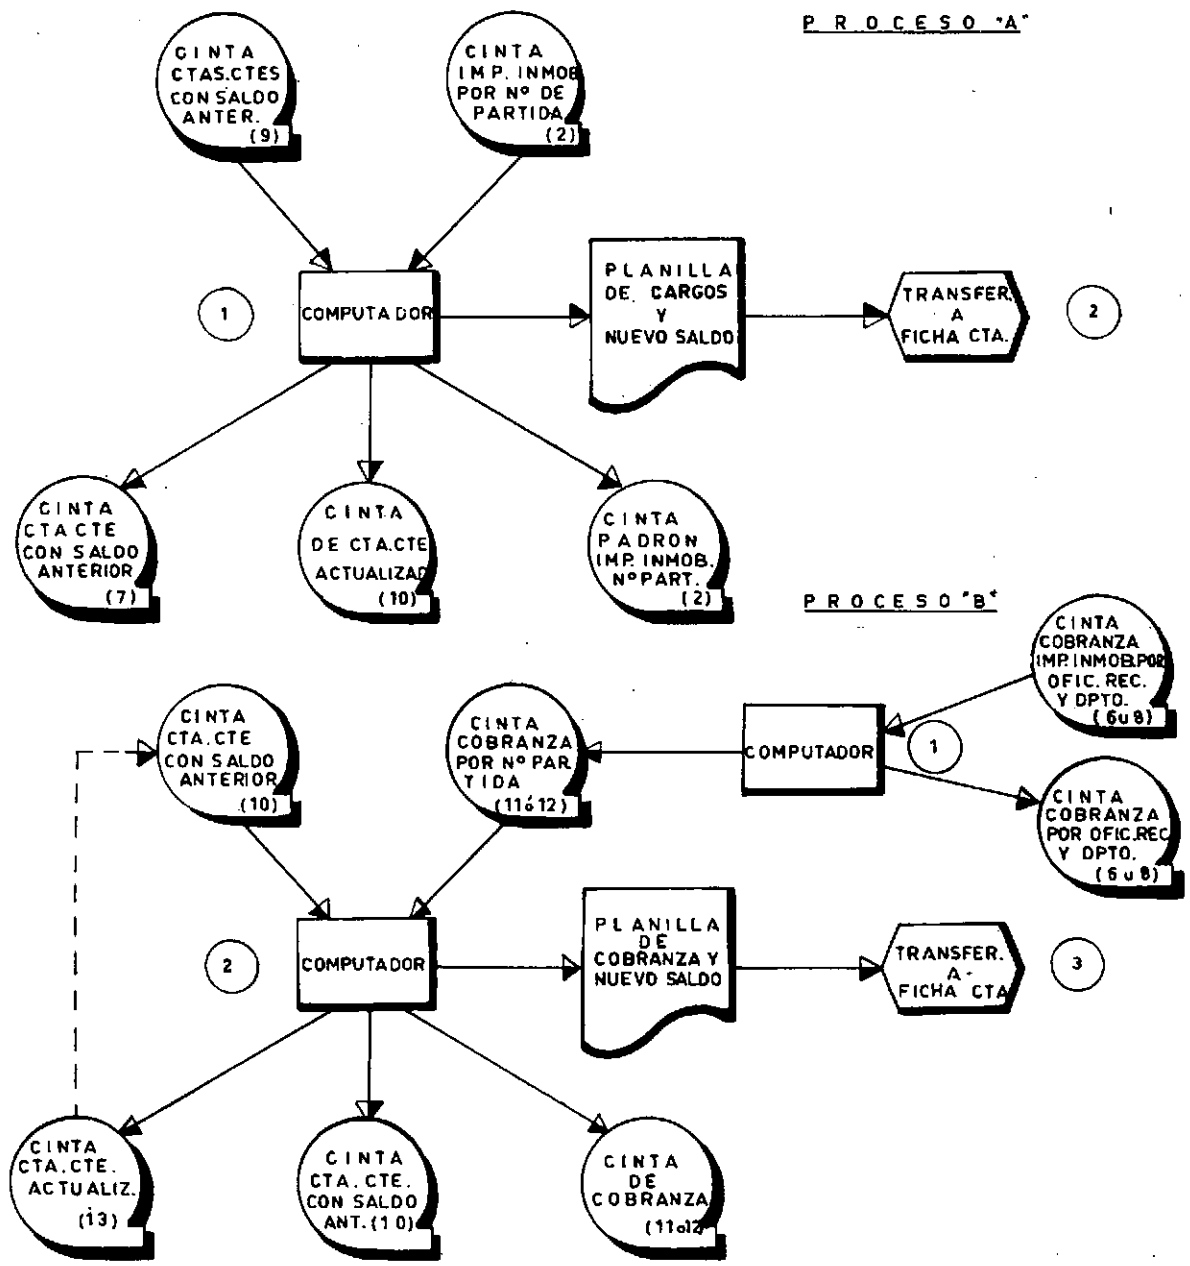 PROCESO "A"
CINTA
CTAS.CTES
CON SALDO
ANTER.
(9)
CINTA
IMP. INMOB
POR Nº DE
PARTIDA
(2)
1
COMPUTADOR
PLANILLA
DE CARGOS
Y
NUEVO SALDO
TRANSFER.
A
FICHA CTA.
2
CINTA
CTA CTE
CON SALDO
ANTERIOR
(7)
CINTA
DE CTA.CTE
ACTUALIZAD
(10)
CINTA
PADRON
IMP. INMOB.
Nº PART.
(2)
PROCESO "B"
CINTA
COBRANZA
IMP.INMOB.POR
OFIC. REC.
Y DPTO.
(6 u 8)
CINTA
CTA.CTE
CON SALDO
ANTERIOR
(10)
CINTA
COBRANZA
POR Nº PAR
TIDA
(11 ó 12)
COMPUTADOR
1
CINTA
COBRANZA
POR OFIC.REC
Y DPTO.
(6 u 8)
2
COMPUTADOR
PLANILLA
DE
COBRANZA Y
NUEVO SALDO
TRANSFER.
A-
FICHA CTA
3
CINTA
CTA.CTE.
ACTUALIZ.
(13)
CINTA
CTA. CTE.
CON SALDO
ANT. (10)
CINTA
DE
COBRANZA
(11 o 12)